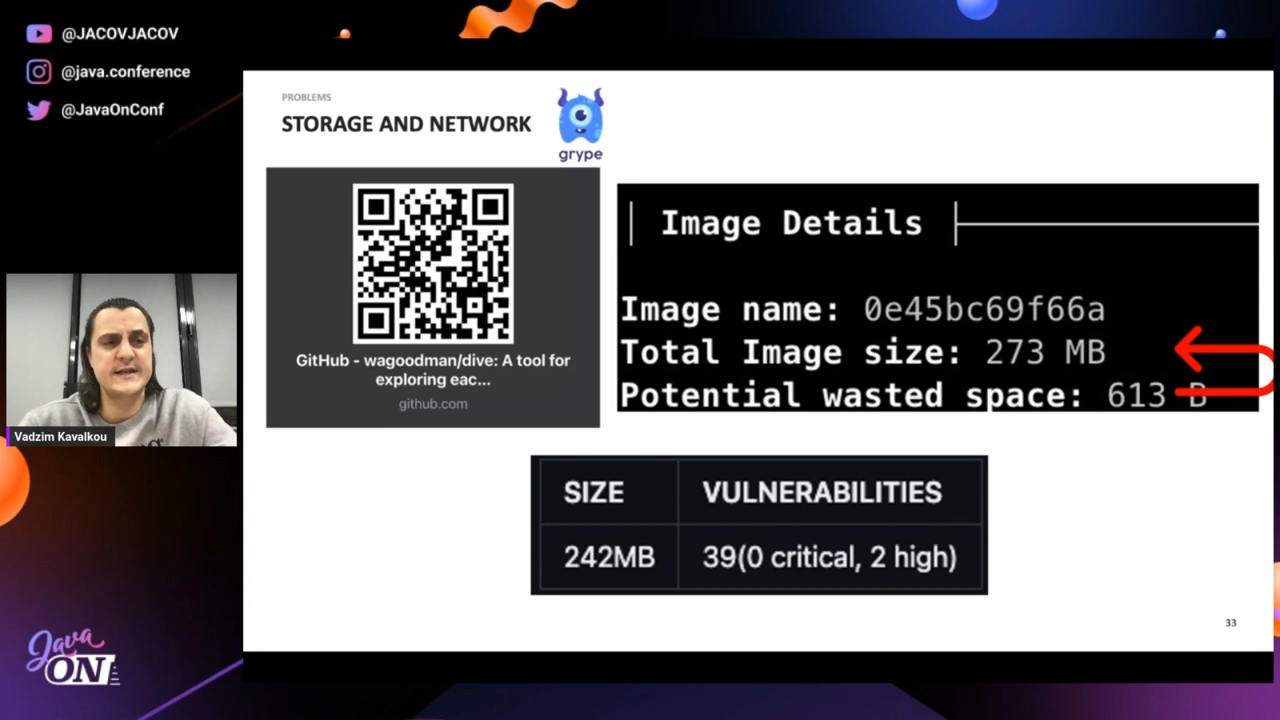 @JACOVJACOV
@java.conference
@JavaOnConf
PROBLEMS
STORAGE AND NETWORK
grype
GitHub - wagoodman/dive: A tool for
exploring eac...
github.com
Image Details
Image name: 0e45bc69f66a
Total Image size: 273 MB
Potential wasted space: 613 B
SIZE VULNERABILITIES
242MB 39(0 critical, 2 high)
33
Vadzim Kavalkou
Java
ON